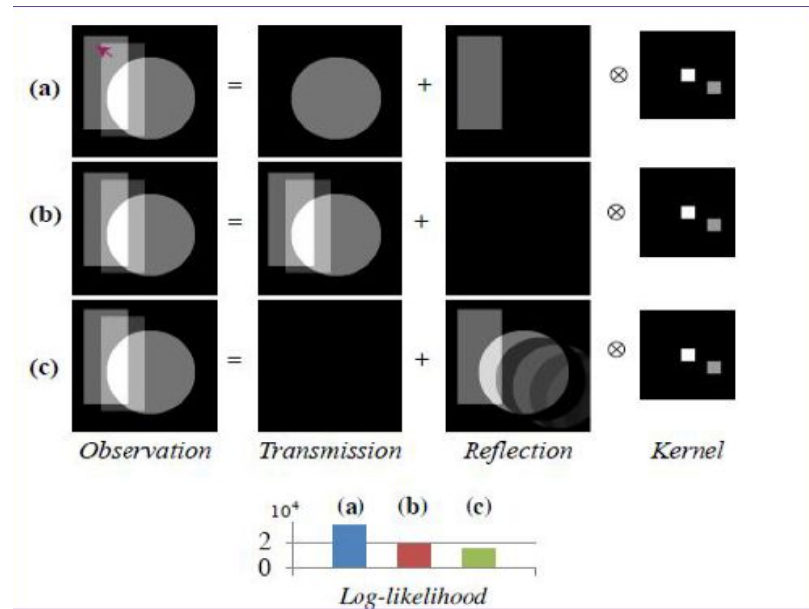 (a) = + ⊗
(b) = + ⊗
(c) = + ⊗
Observation Transmission Reflection Kernel
10⁴ (a) (b) (c)
2
0
Log-likelihood